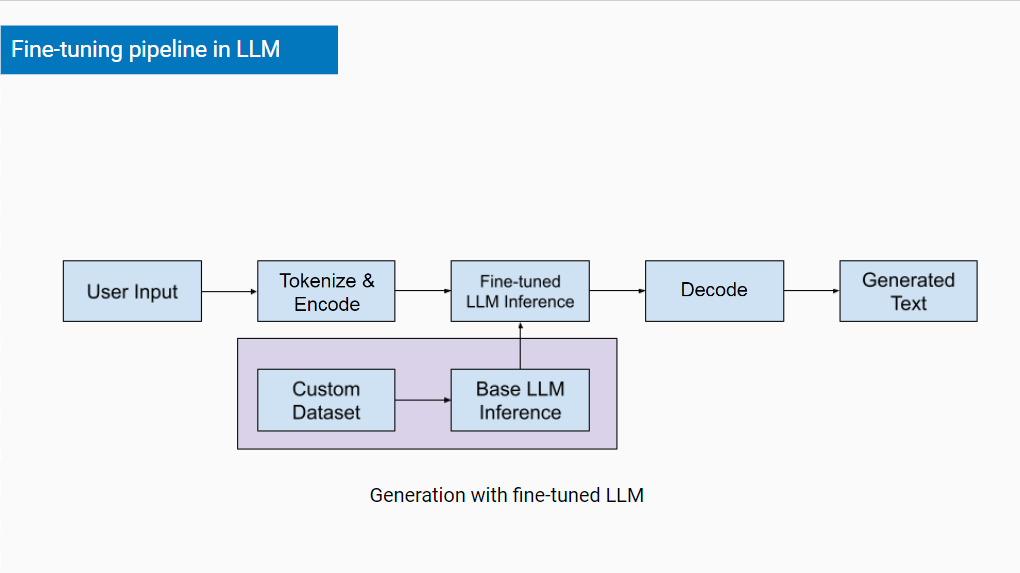 Fine-tuning pipeline in LLM
User Input
Tokenize &
Encode
Fine-tuned
LLM Inference
Decode
Generated
Text
Custom
Dataset
Base LLM
Inference
Generation with fine-tuned LLM